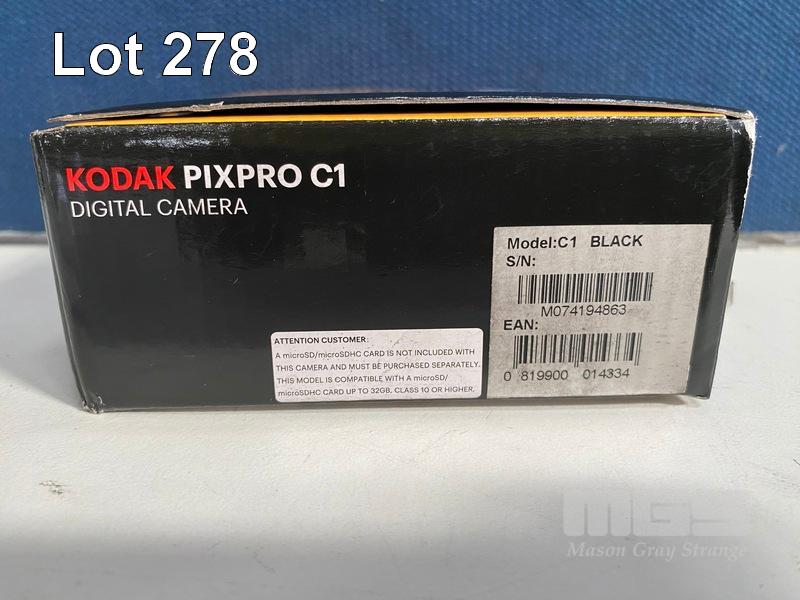 Lot 278
KODAK PIXPRO C1
DIGITAL CAMERA
Model:C1 BLACK
S/N:
M074194863
EAN:
0 819900 014334
ATTENTION CUSTOMER:
A microSD/microSDHC CARD IS NOT INCLUDED WITH
THIS CAMERA AND MUST BE PURCHASED SEPARATELY.
THIS MODEL IS COMPATIBLE WITH A microSD/
microSDHC CARD UP TO 32GB, CLASS 10 OR HIGHER.
MGS
Mason Gray Strange